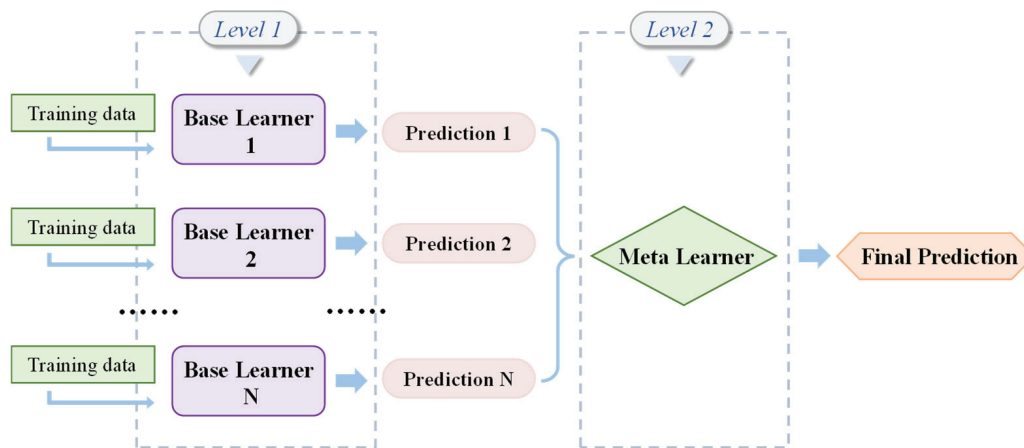 Level 1
Level 2
Training data
Base Learner
1
Prediction 1
Training data
Base Learner
2
Prediction 2
Meta Learner
Final Prediction
......
......
Training data
Base Learner
N
Prediction N